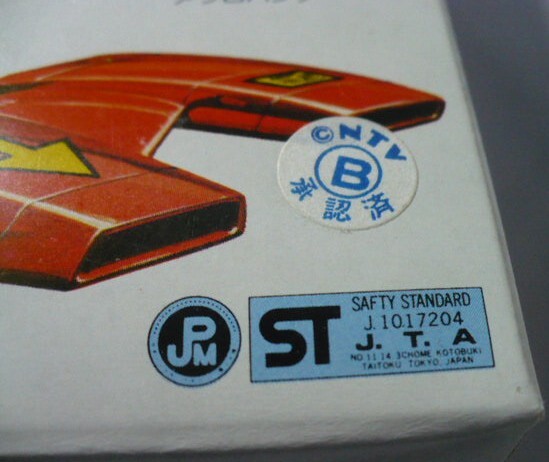 ©NTV
B
承認済
JPM
ST
SAFTY STANDARD
J.1017204
J. T. A
NO.11.14 3CHOME KOTOBUKI
TAITOKU TOKYO, JAPAN